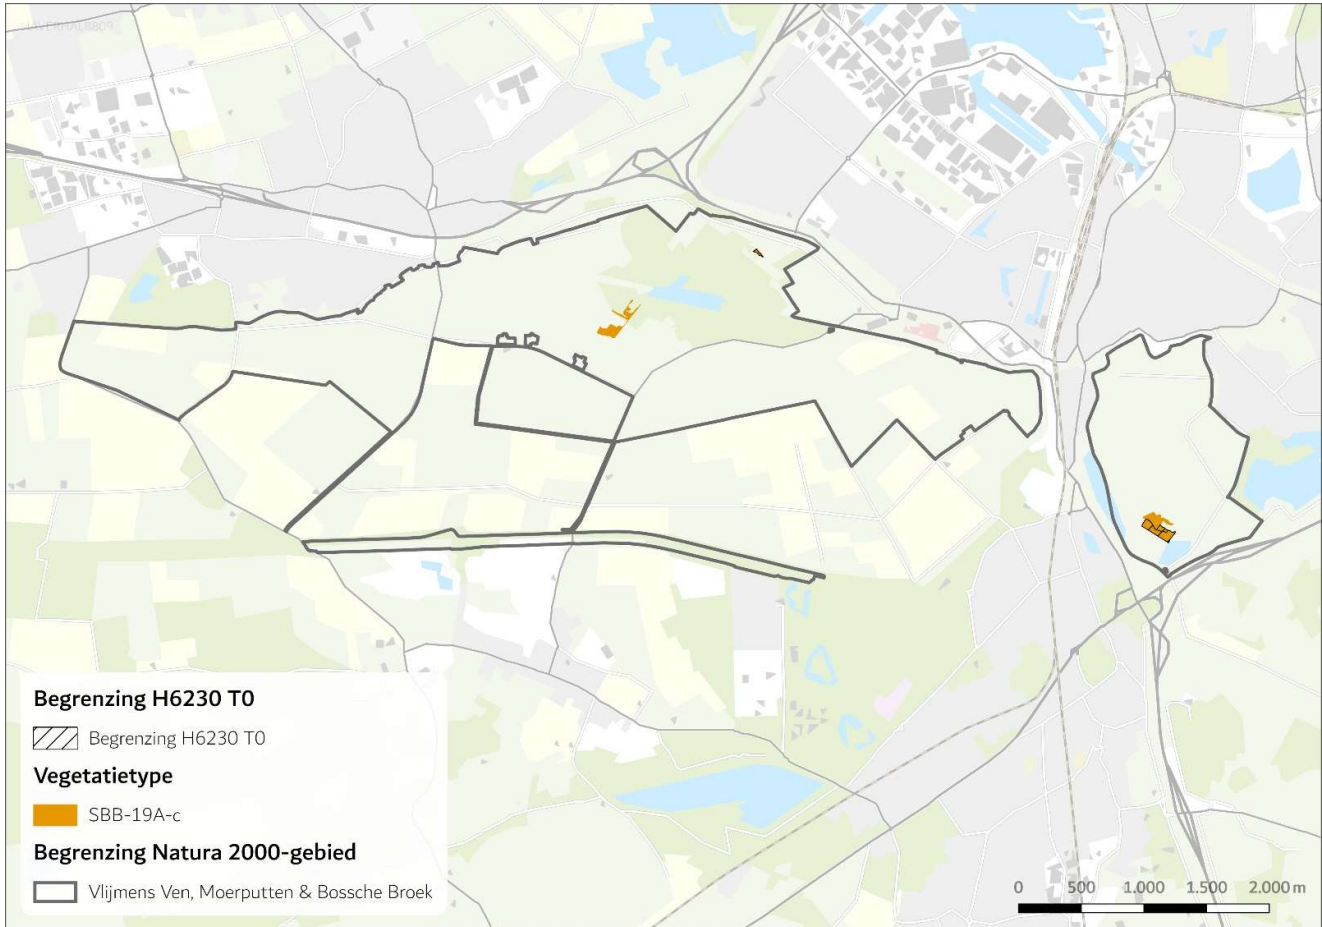 Begrenzing H6230 T0
Begrenzing H6230 T0
Vegetatietype
SBB-19A-c
Begrenzing Natura 2000-gebied
Vlijmens Ven, Moerputten & Bossche Broek
0 500 1.000 1.500 2.000 m